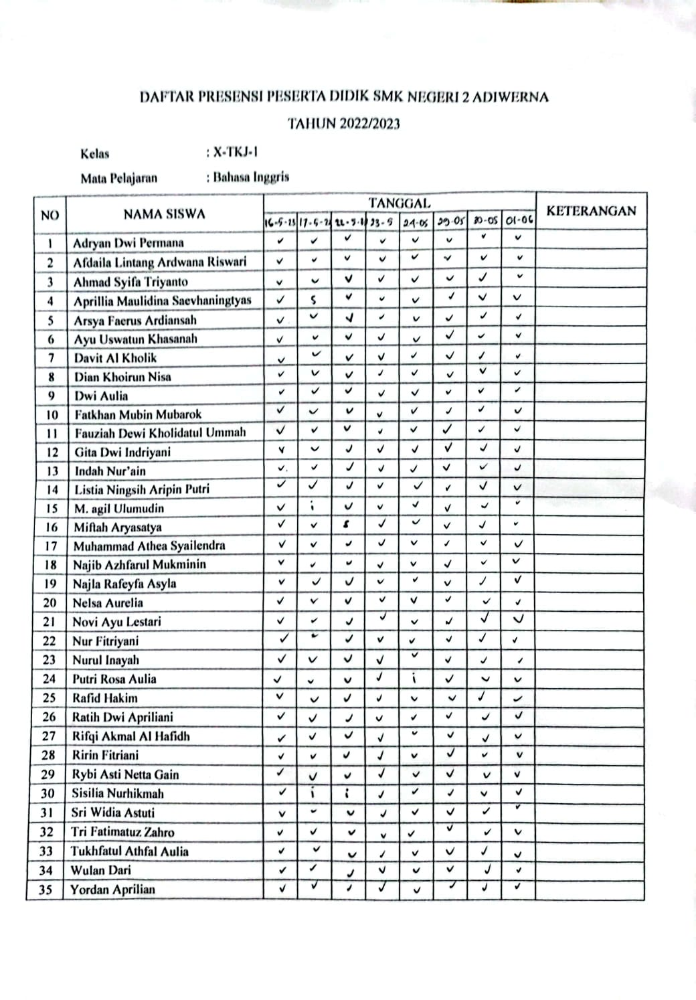 DAFTAR PRESENSI PESERTA DIDIK SMK NEGERI 2 ADIWERNA
TAHUN 2022/2023
Kelas : X-TKJ-1
Mata Pelajaran : Bahasa Inggris
NO NAMA SISWA TANGGAL KETERANGAN
16-5-23 23-5 24-05 29-05 30-05 01-06
1 Adryan Dwi Permana ✓ ✓ ✓ ✓ ✓ ✓ ✓ ✓
2 Afdaila Lintang Ardwana Riswari ✓ ✓ ✓ ✓ ✓ ✓ ✓ ✓
3 Ahmad Syifa Triyanto ✓ ✓ ✓ ✓ ✓ ✓ ✓ ✓
4 Aprillia Maulidina Saevhaningtyas ✓ S ✓ ✓ ✓ ✓ ✓ ✓
5 Arsya Faerus Ardiansah ✓ ✓ ✓ ✓ ✓ ✓ ✓ ✓
6 Ayu Uswatun Khasanah ✓ ✓ ✓ ✓ ✓ ✓ ✓ ✓
7 Davit Al Kholik ✓ ✓ ✓ ✓ ✓ ✓ ✓ ✓
8 Dian Khoirun Nisa ✓ ✓ ✓ ✓ ✓ ✓ ✓ ✓
9 Dwi Aulia ✓ ✓ ✓ ✓ ✓ ✓ ✓ ✓
10 Fatkhan Mubin Mubarok ✓ ✓ ✓ ✓ ✓ ✓ ✓ ✓
11 Fauziah Dewi Kholidatul Ummah ✓ ✓ ✓ ✓ ✓ ✓ ✓ ✓
12 Gita Dwi Indriyani ✓ ✓ ✓ ✓ ✓ ✓ ✓ ✓
13 Indah Nur'ain ✓ ✓ ✓ ✓ ✓ ✓ ✓ ✓
14 Listia Ningsih Aripin Putri ✓ ✓ ✓ ✓ ✓ ✓ ✓ ✓
15 M. agil Ulumudin ✓ i ✓ ✓ ✓ ✓ ✓ ✓
16 Miftah Aryasatya ✓ ✓ s ✓ ✓ ✓ ✓ ✓
17 Muhammad Athea Syailendra ✓ ✓ ✓ ✓ ✓ ✓ ✓ ✓
18 Najib Azhfarul Mukminin ✓ ✓ ✓ ✓ ✓ ✓ ✓ ✓
19 Najla Rafeyfa Asyla ✓ ✓ ✓ ✓ ✓ ✓ ✓ ✓
20 Nelsa Aurelia ✓ ✓ ✓ ✓ ✓ ✓ ✓ ✓
21 Novi Ayu Lestari ✓ ✓ ✓ ✓ ✓ ✓ ✓ ✓
22 Nur Fitriyani ✓ ✓ ✓ ✓ ✓ ✓ ✓ ✓
23 Nurul Inayah ✓ ✓ ✓ ✓ ✓ ✓ ✓ ✓
24 Putri Rosa Aulia ✓ ✓ ✓ ✓ i ✓ ✓ ✓
25 Rafid Hakim ✓ ✓ ✓ ✓ ✓ ✓ ✓ ✓
26 Ratih Dwi Apriliani ✓ ✓ ✓ ✓ ✓ ✓ ✓ ✓
27 Rifqi Akmal Al Hafidh ✓ ✓ ✓ ✓ ✓ ✓ ✓ ✓
28 Ririn Fitriani ✓ ✓ ✓ ✓ ✓ ✓ ✓ ✓
29 Rybi Asti Netta Gain ✓ ✓ ✓ ✓ ✓ ✓ ✓ ✓
30 Sisilia Nurhikmah ✓ i i ✓ ✓ ✓ ✓ ✓
31 Sri Widia Astuti ✓ ✓ ✓ ✓ ✓ ✓ ✓ ✓
32 Tri Fatimatuz Zahro ✓ ✓ ✓ ✓ ✓ ✓ ✓ ✓
33 Tukhfatul Athfal Aulia ✓ ✓ ✓ ✓ ✓ ✓ ✓ ✓
34 Wulan Dari ✓ ✓ ✓ ✓ ✓ ✓ ✓ ✓
35 Yordan Aprilian ✓ ✓ ✓ ✓ ✓ ✓ ✓ ✓